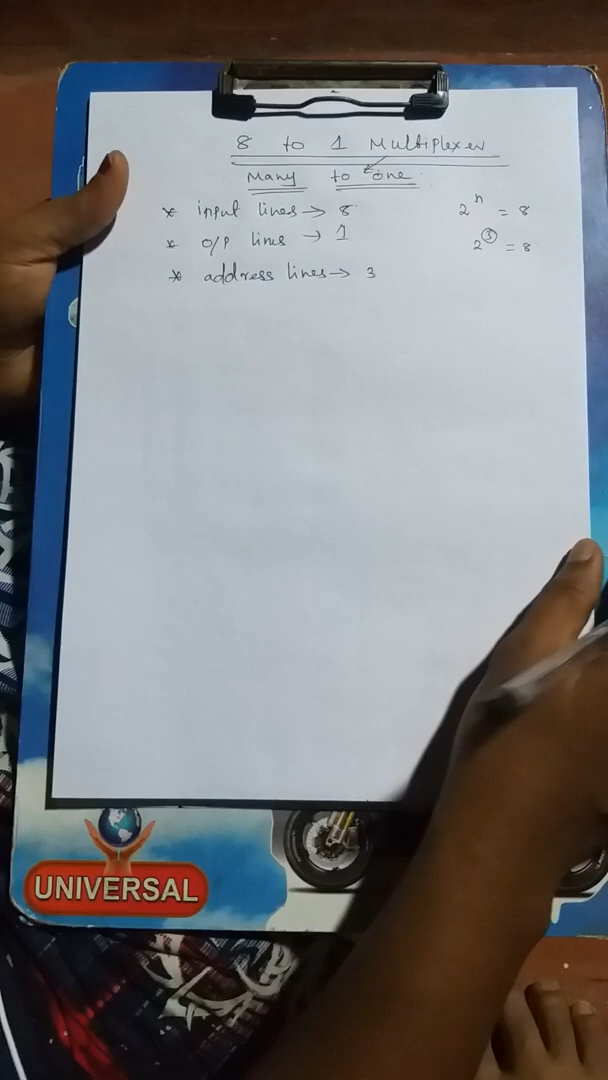 8 to 1 Multiplexer
Many to one
* input lines → 8
* o/p lines → 1
* address lines → 3
2^n = 8
2^3 = 8
UNIVERSAL